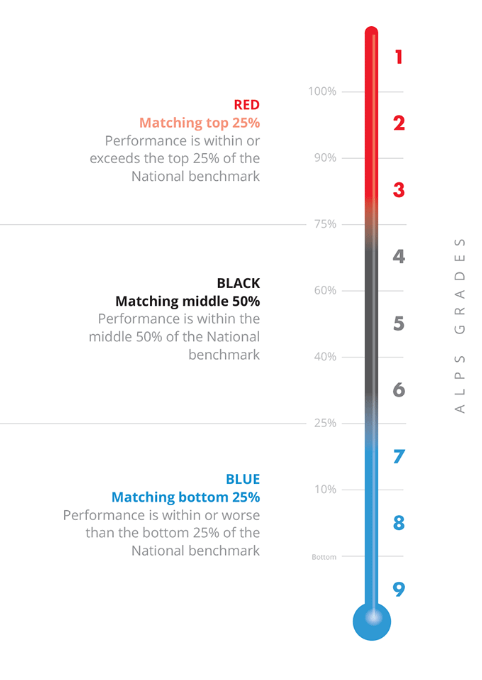 1
100%
RED
Matching top 25%
Performance is within or
exceeds the top 25% of the
National benchmark
2
90%
3
75%
4
BLACK
Matching middle 50%
Performance is within the
middle 50% of the National
benchmark
60%
5
40%
6
25%
7
BLUE
Matching bottom 25%
Performance is within or worse
than the bottom 25% of the
National benchmark
10%
8
Bottom
9
ALPS GRADES